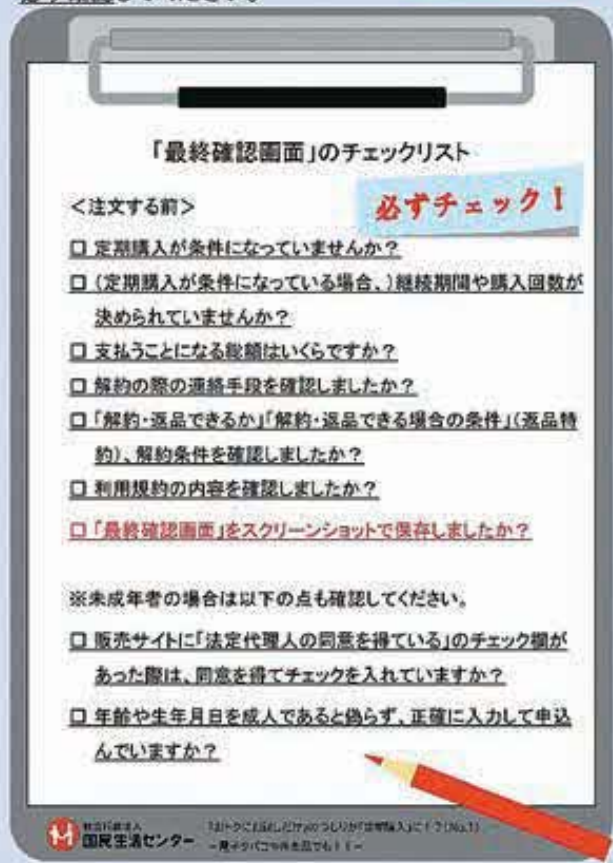 「最終確認画面」のチェックリスト
必ずチェック！
＜注文する前＞
□ 定期購入が条件になっていませんか？
□（定期購入が条件になっている場合、）継続期間や購入回数が
決められていませんか？
□ 支払うことになる総額はいくらですか？
□ 解約の際の連絡手段を確認しましたか？
□「解約・返品できるか」「解約・返品できる場合の条件」（返品特
約）、解約条件を確認しましたか？
□ 利用規約の内容を確認しましたか？
□「最終確認画面」をスクリーンショットで保存しましたか？
※未成年者の場合は以下の点も確認してください。
□ 販売サイトに「法定代理人の同意を得ている」のチェック欄が
あった際は、同意を得てチェックを入れていますか？
□ 年齢や生年月日を成人であると偽らず、正確に入力して申込
んでいますか？
独立行政法人
国民生活センター